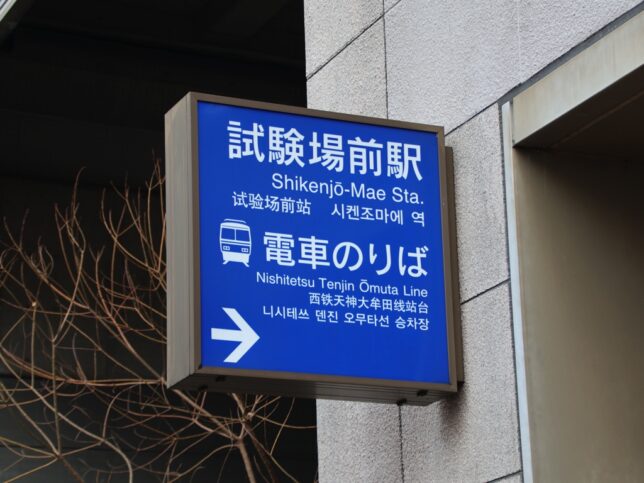 試験場前駅
Shikenjō-Mae Sta.
试验场前站 시켄조마에 역
電車のりば
Nishitetsu Tenjin Ōmuta Line
西铁天神大牟田线站台
니시테쓰 덴진 오무타선 승차장